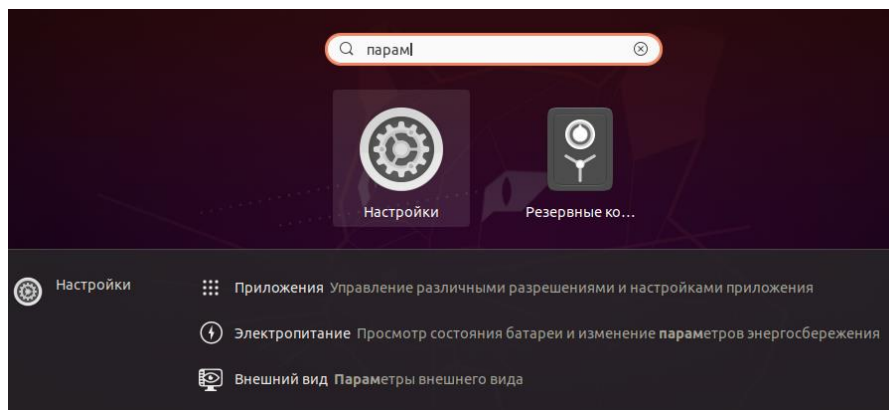 парам
Настройки
Резервные ко...
Настройки
Приложения Управление различными разрешениями и настройками приложения
Электропитание Просмотр состояния батареи и изменение параметров энергосбережения
Внешний вид Параметры внешнего вида